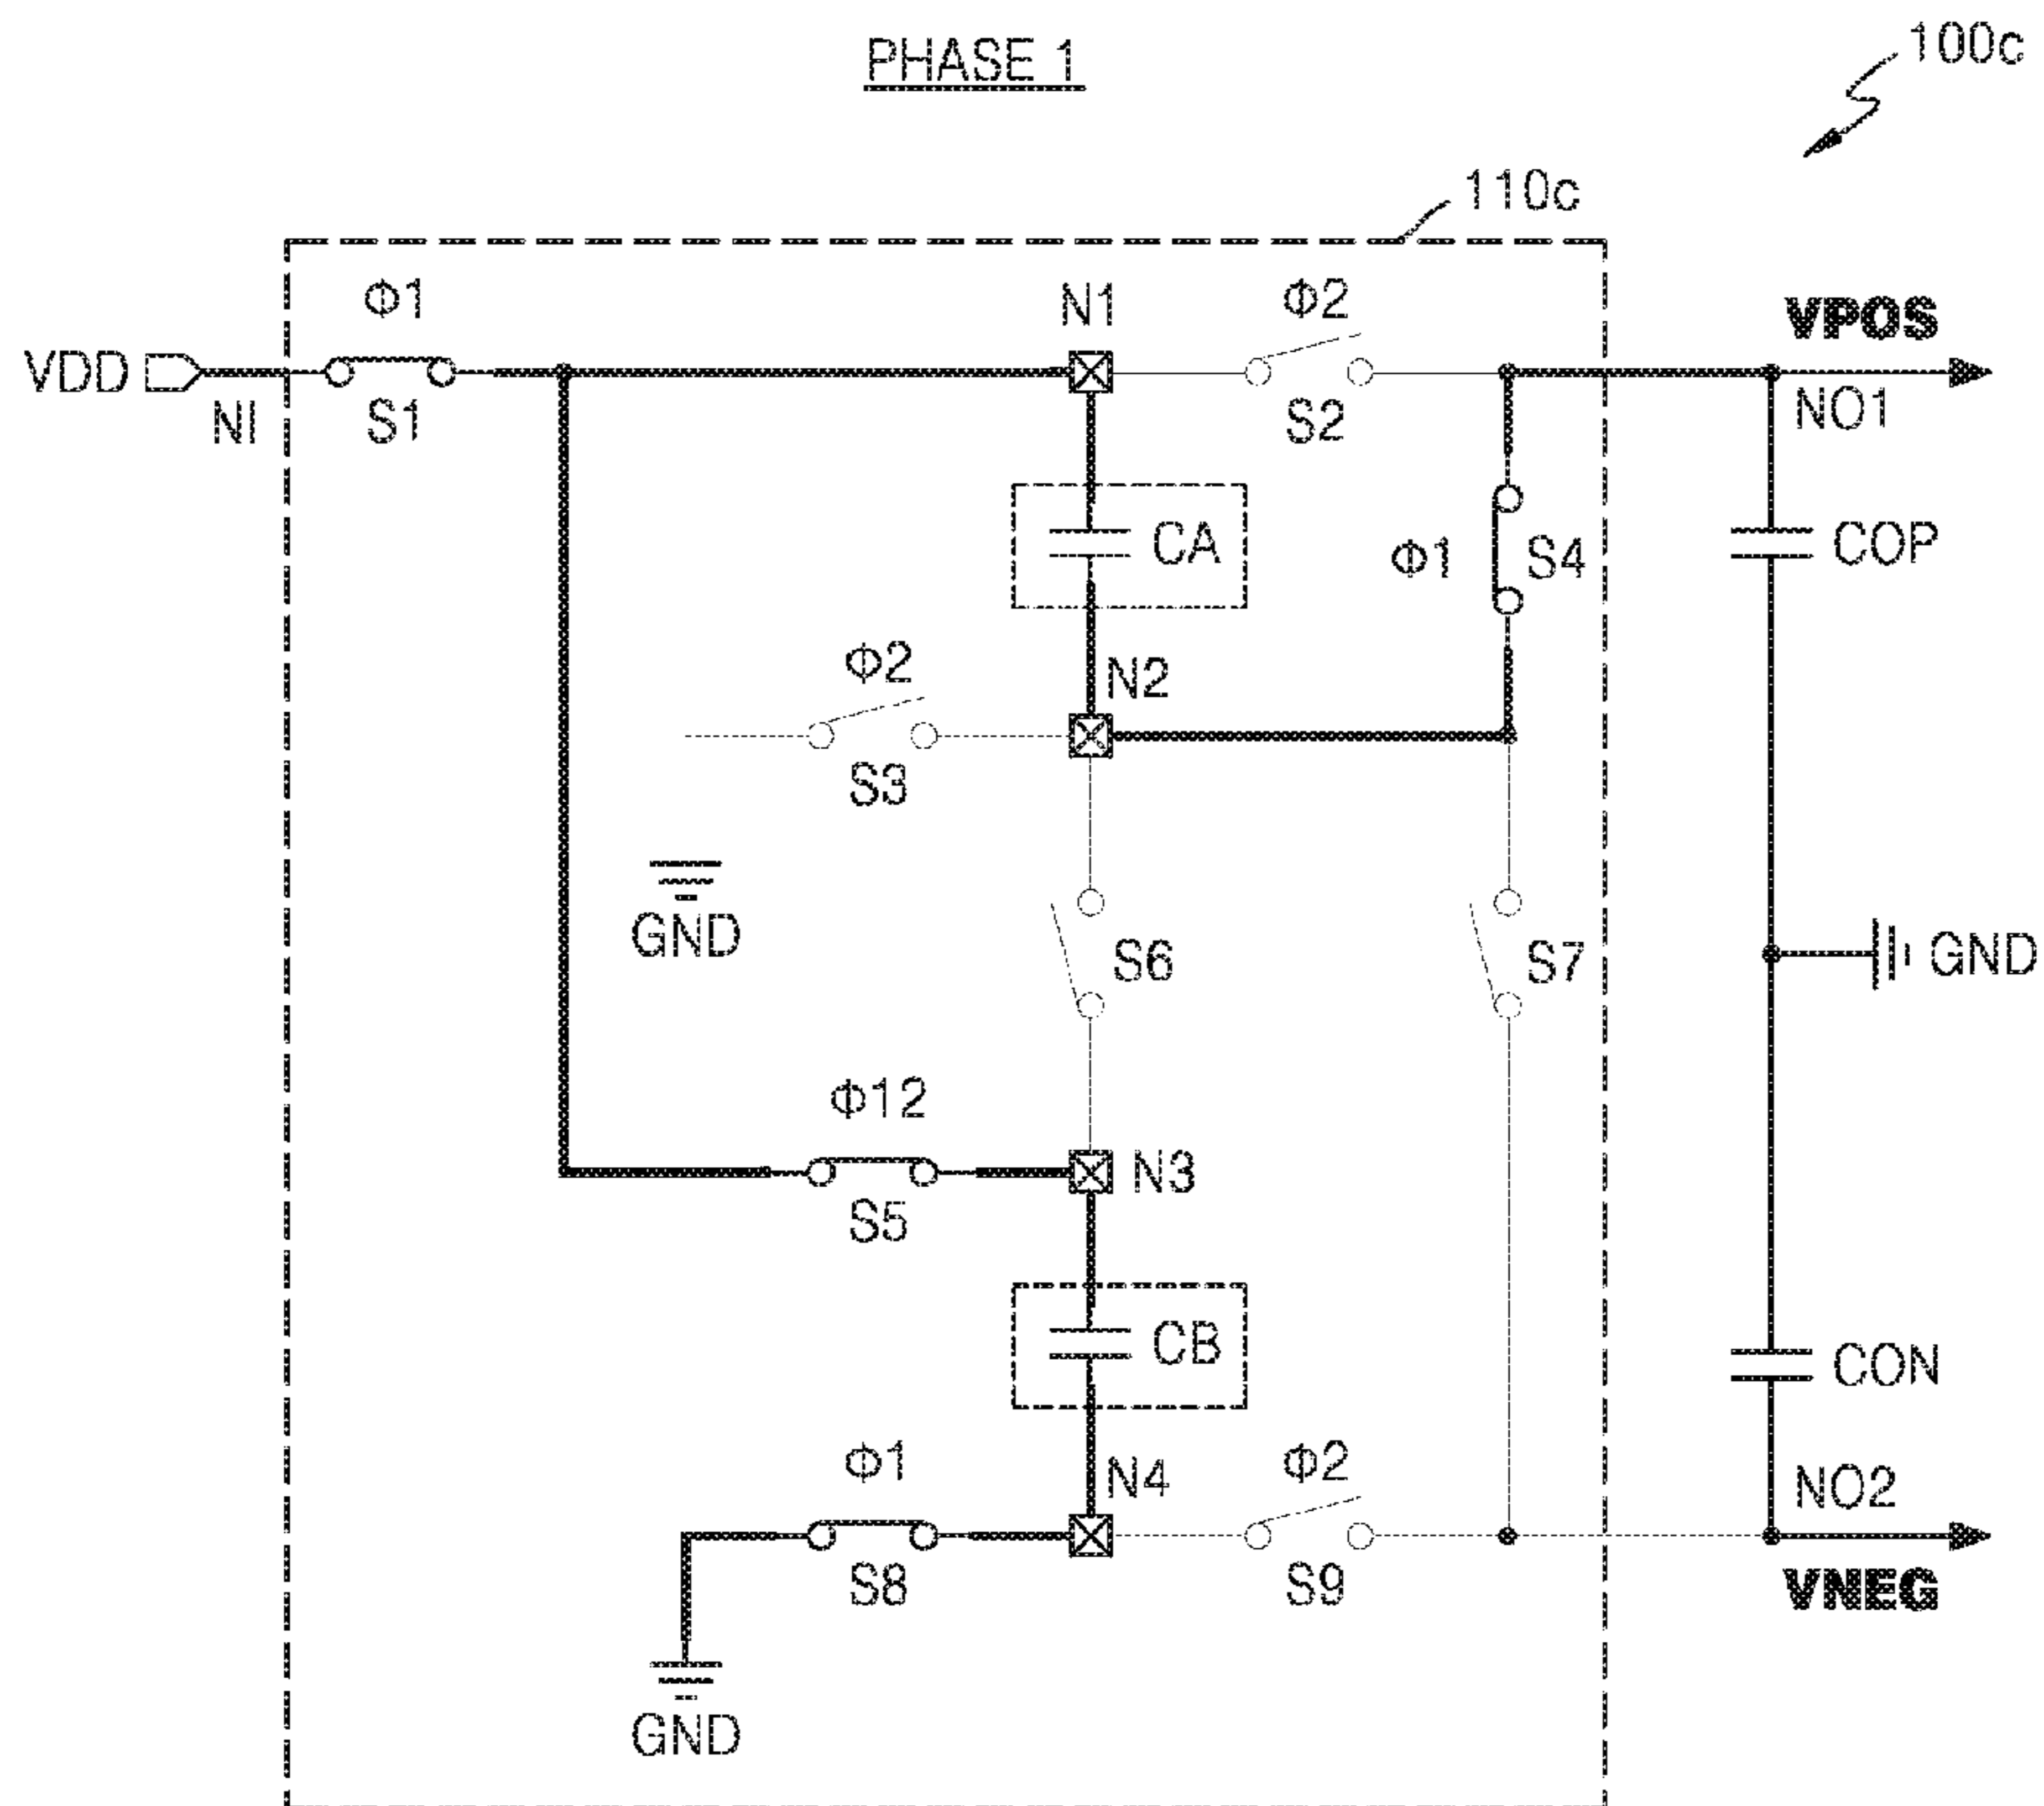 PHASE 1
100c
110c
Φ1
N1
Φ2
VPOS
VDD
NI
S1
S2
NO1
CA
Φ1
S4
COP
Φ2
N2
S3
GND
S6
S7
GND
Φ12
N3
S5
CB
CON
Φ1
N4
Φ2
NO2
S8
S9
VNEG
GND